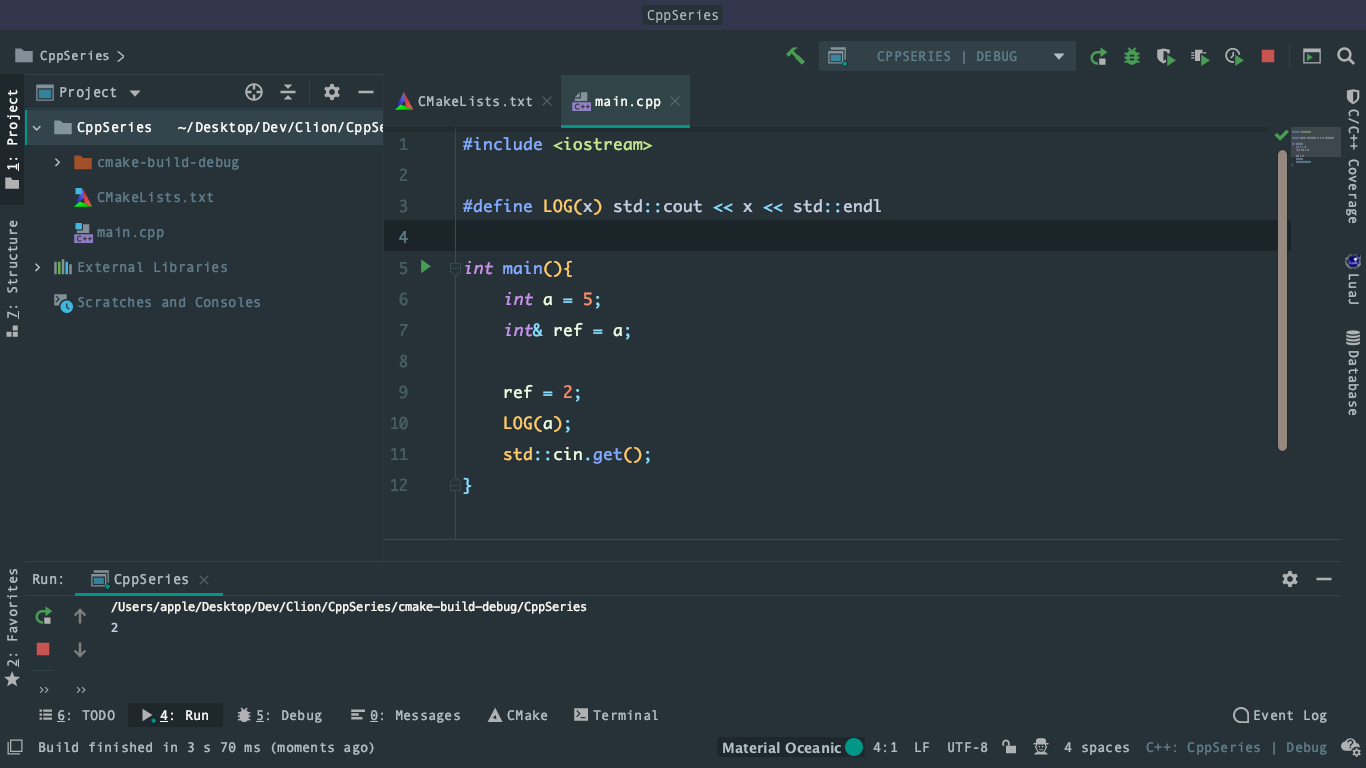 CppSeries
CppSeries
CPPSERIES | DEBUG
1: Project
Z: Structure
2: Favorites
Project
CppSeries ~/Desktop/Dev/Clion/CppSe
cmake-build-debug
CMakeLists.txt
main.cpp
External Libraries
Scratches and Consoles
CMakeLists.txt
main.cpp
1 #include <iostream>
2
3 #define LOG(x) std::cout << x << std::endl
4
5 int main(){
6 int a = 5;
7 int& ref = a;
8
9 ref = 2;
10 LOG(a);
11 std::cin.get();
12 }
C/C++ Coverage
LuaJ
Database
Run: CppSeries
/Users/apple/Desktop/Dev/Clion/CppSeries/cmake-build-debug/CppSeries
2
6: TODO 4: Run 5: Debug 0: Messages CMake Terminal Event Log
Build finished in 3 s 70 ms (moments ago) Material Oceanic 4:1 LF UTF-8 4 spaces C++: CppSeries | Debug